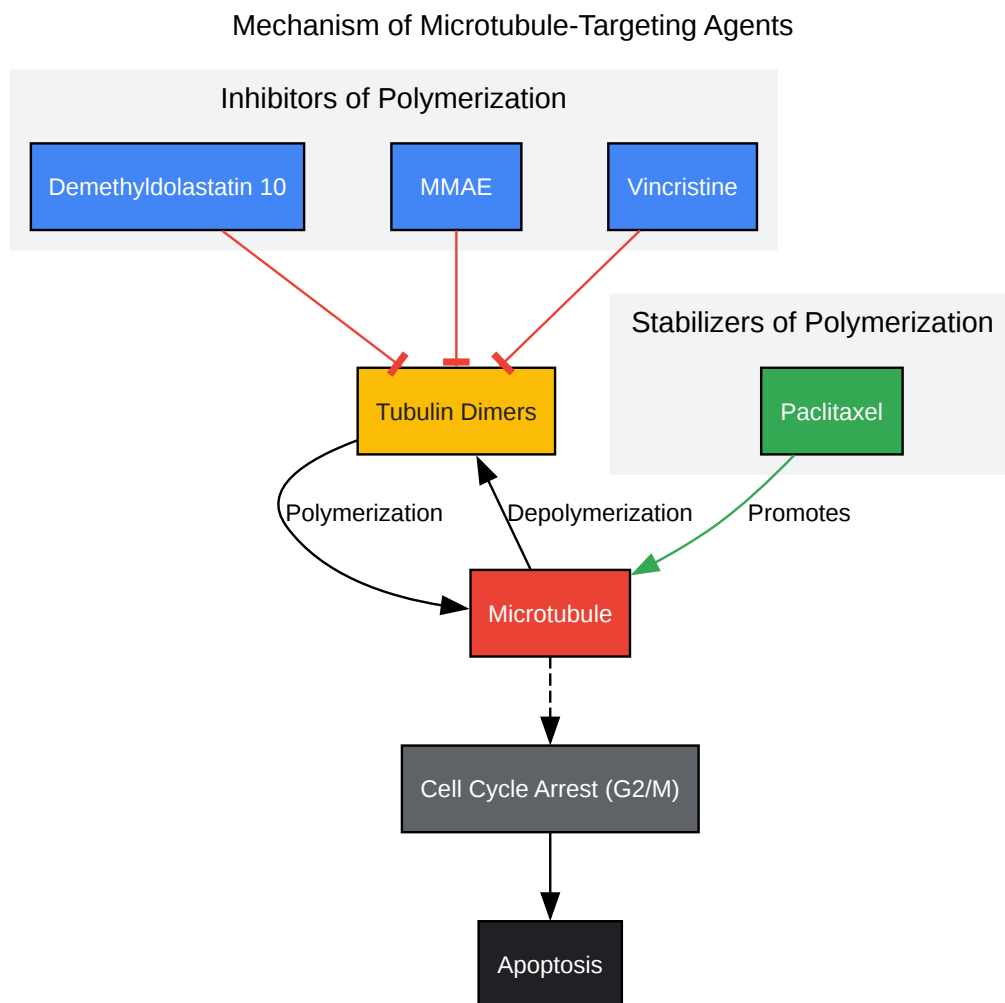 Mechanism of Microtubule-Targeting Agents
Inhibitors of Polymerization
Demethyldolastatin 10
MMAE
Vincristine
Stabilizers of Polymerization
Tubulin Dimers
Paclitaxel
Polymerization
Depolymerization
Promotes
Microtubule
Cell Cycle Arrest (G2/M)
Apoptosis